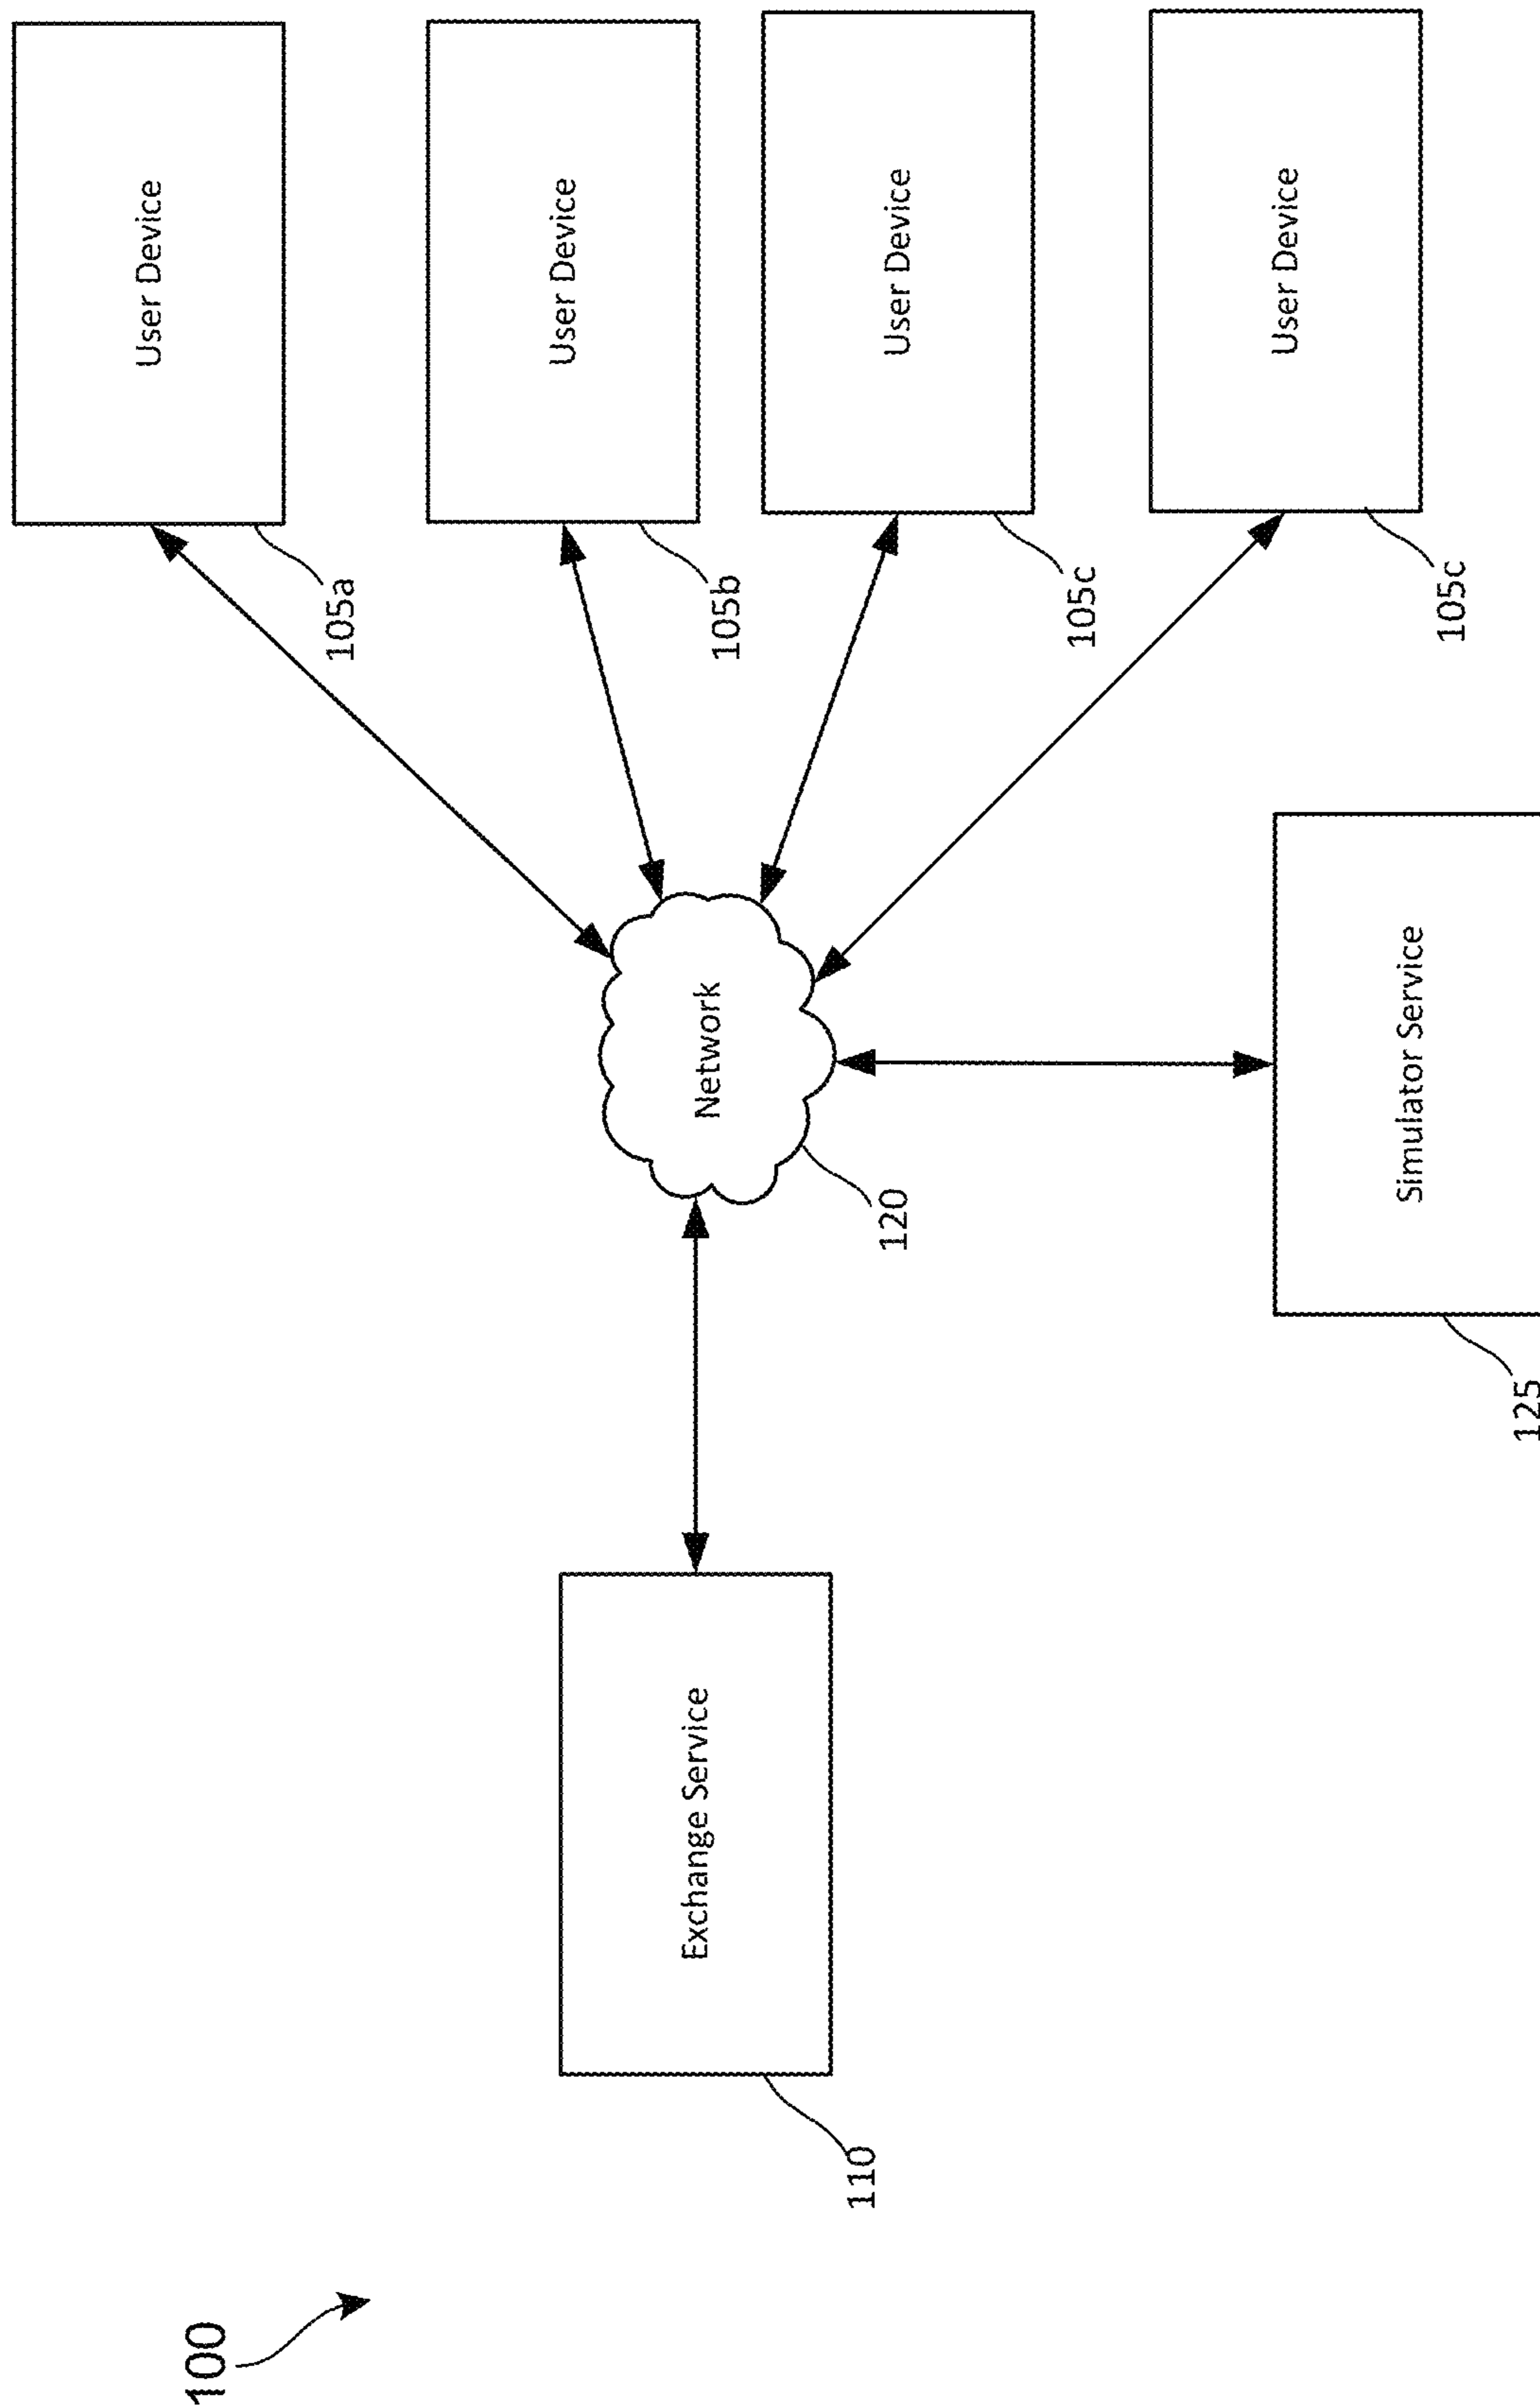 100
Exchange Service
110
Network
120
Simulator Service
125
User Device
105a
User Device
105b
User Device
105c
User Device
105c